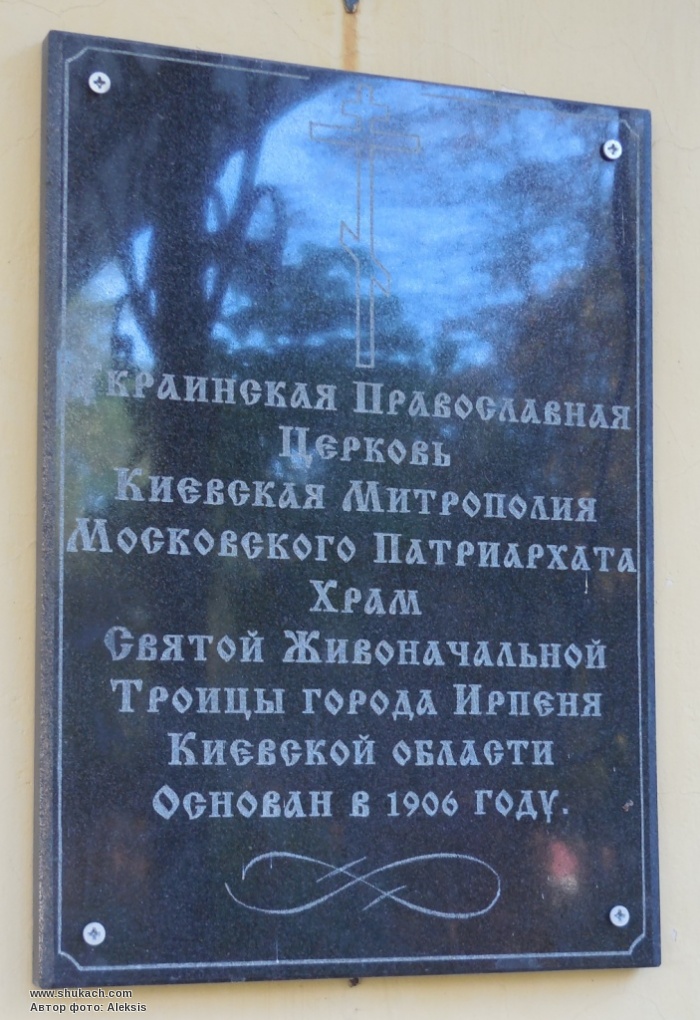 Украинская Православная
Церковь
Киевская Митрополия
Московского Патриархата
Храм
Святой Живоначальной
Троицы города Ирпеня
Киевской области
Основан в 1906 году.
www.shukach.com
Автор фото: Aleksis